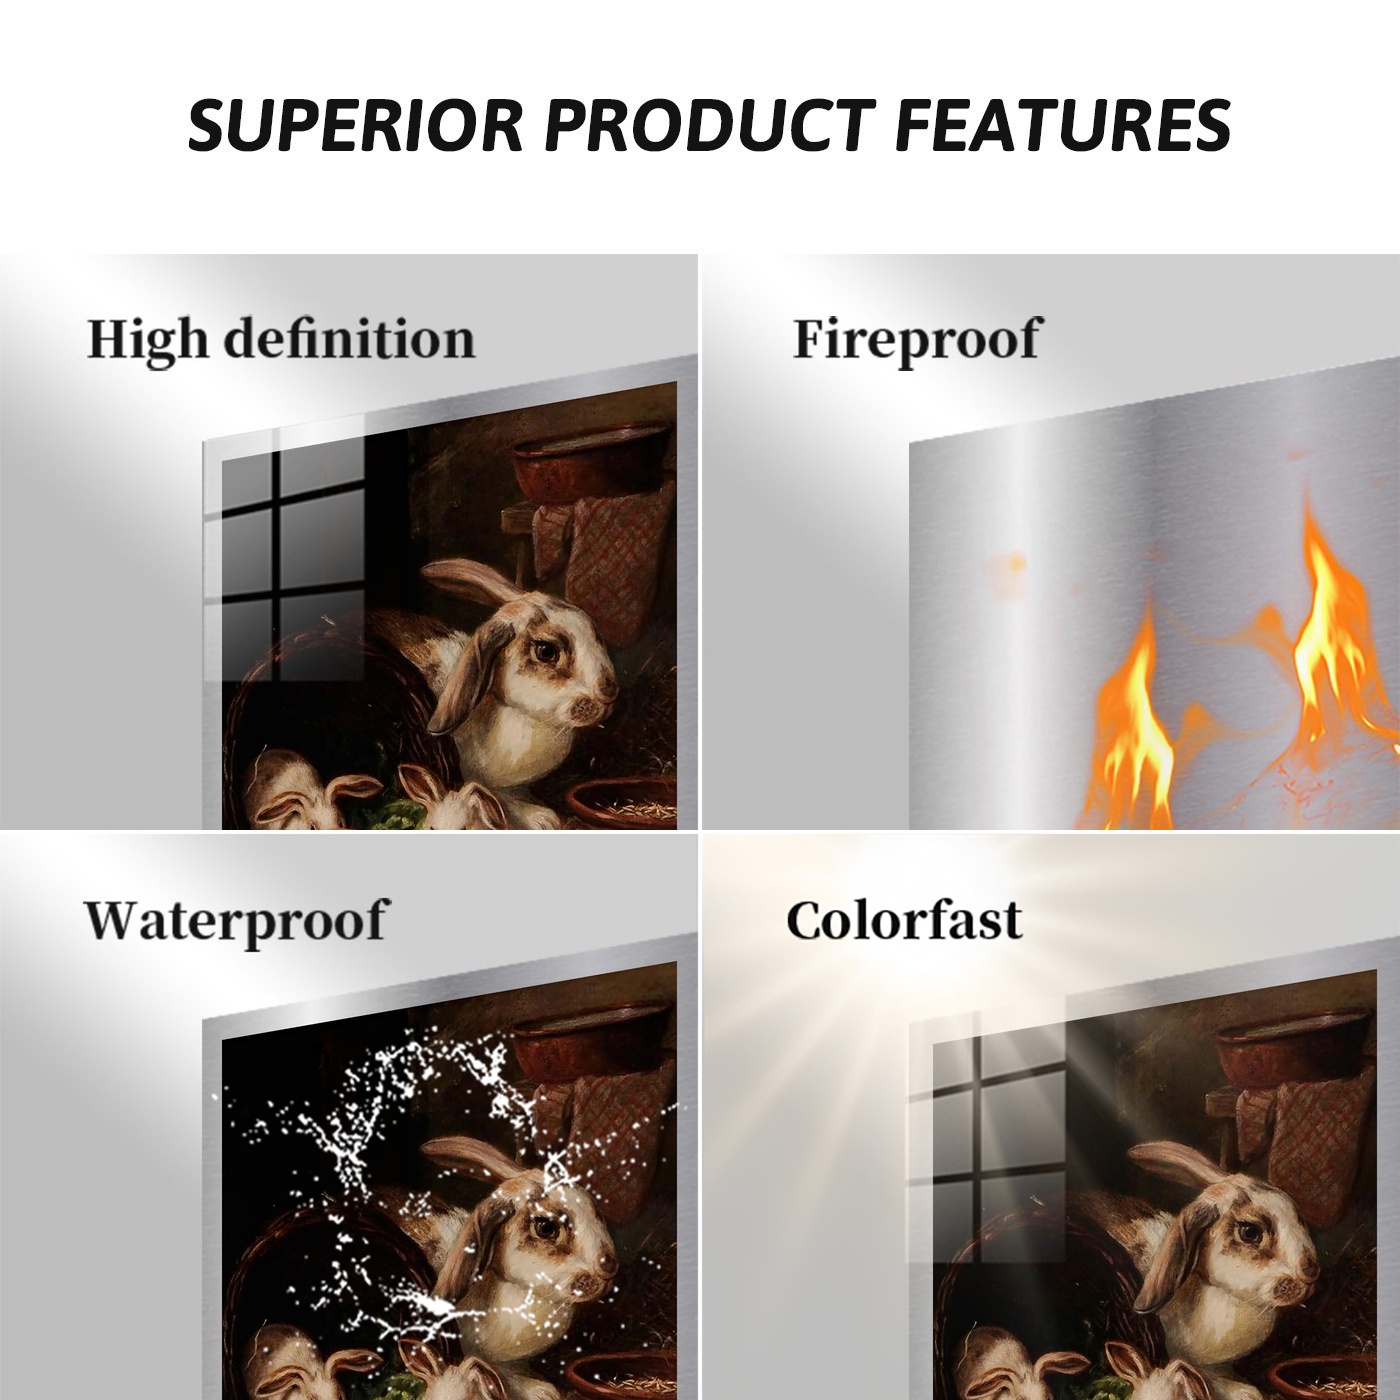 SUPERIOR PRODUCT FEATURES
High definition
Fireproof
Waterproof
Colorfast